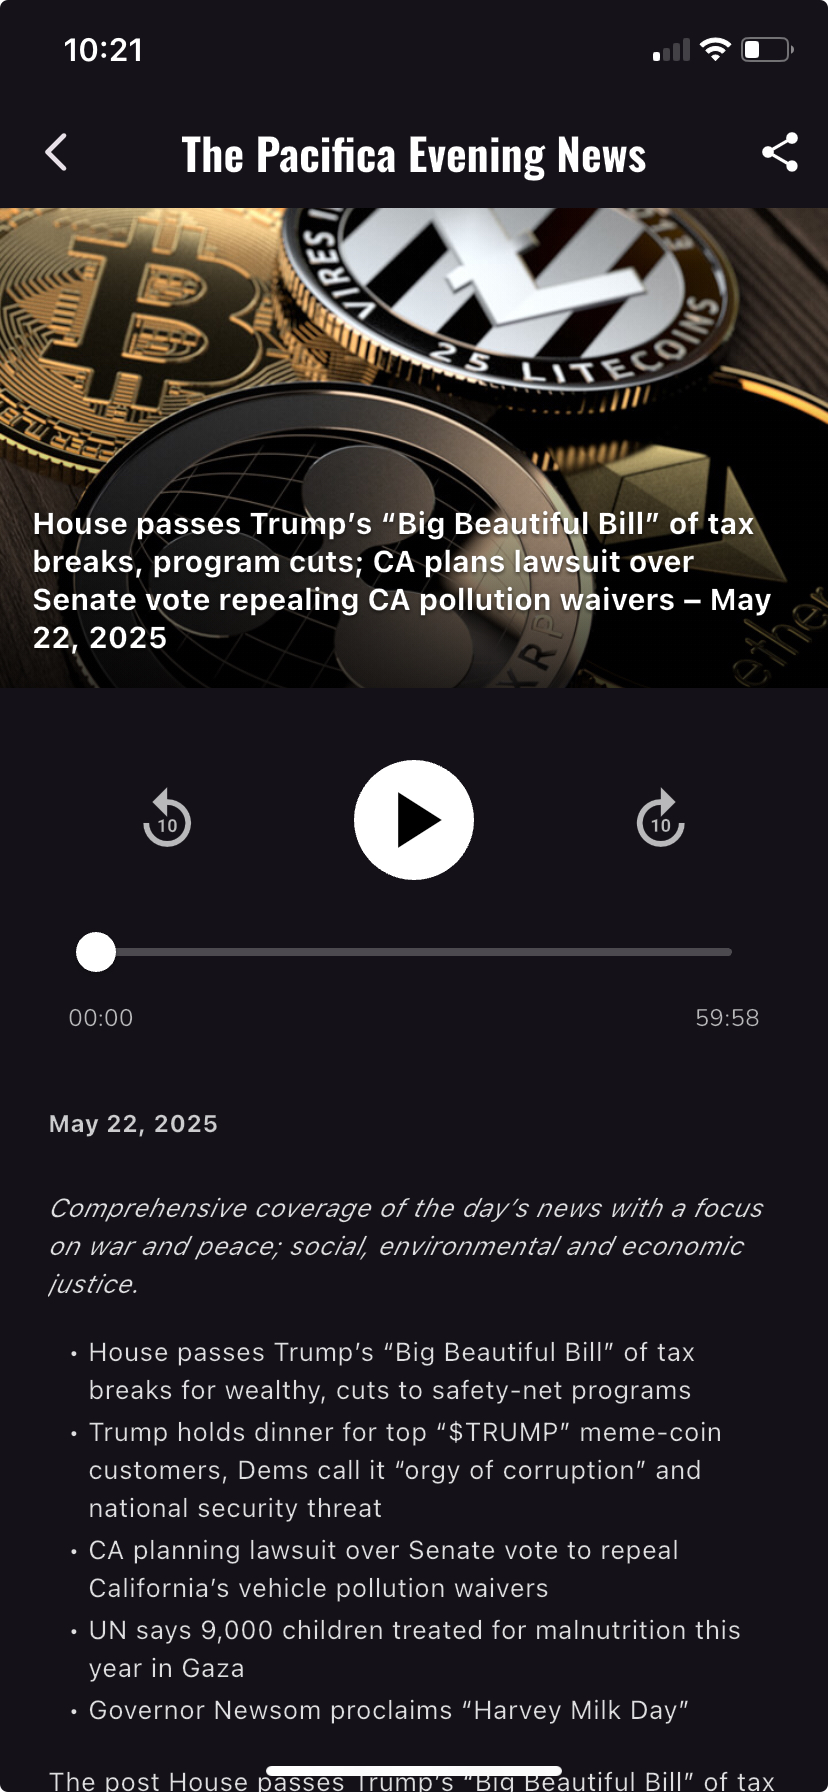 10:21
The Pacifica Evening News
VIRES I
25 LITECOINS
House passes Trump’s “Big Beautiful Bill” of tax
breaks, program cuts; CA plans lawsuit over
Senate vote repealing CA pollution waivers – May
22, 2025
XRP
ether
10
10
00:00
59:58
May 22, 2025
Comprehensive coverage of the day’s news with a focus
on war and peace; social, environmental and economic
justice.
• House passes Trump’s “Big Beautiful Bill” of tax
breaks for wealthy, cuts to safety-net programs
• Trump holds dinner for top “$TRUMP” meme-coin
customers, Dems call it “orgy of corruption” and
national security threat
• CA planning lawsuit over Senate vote to repeal
California’s vehicle pollution waivers
• UN says 9,000 children treated for malnutrition this
year in Gaza
• Governor Newsom proclaims “Harvey Milk Day”
The post House passes Trump’s “Big Beautiful Bill” of tax